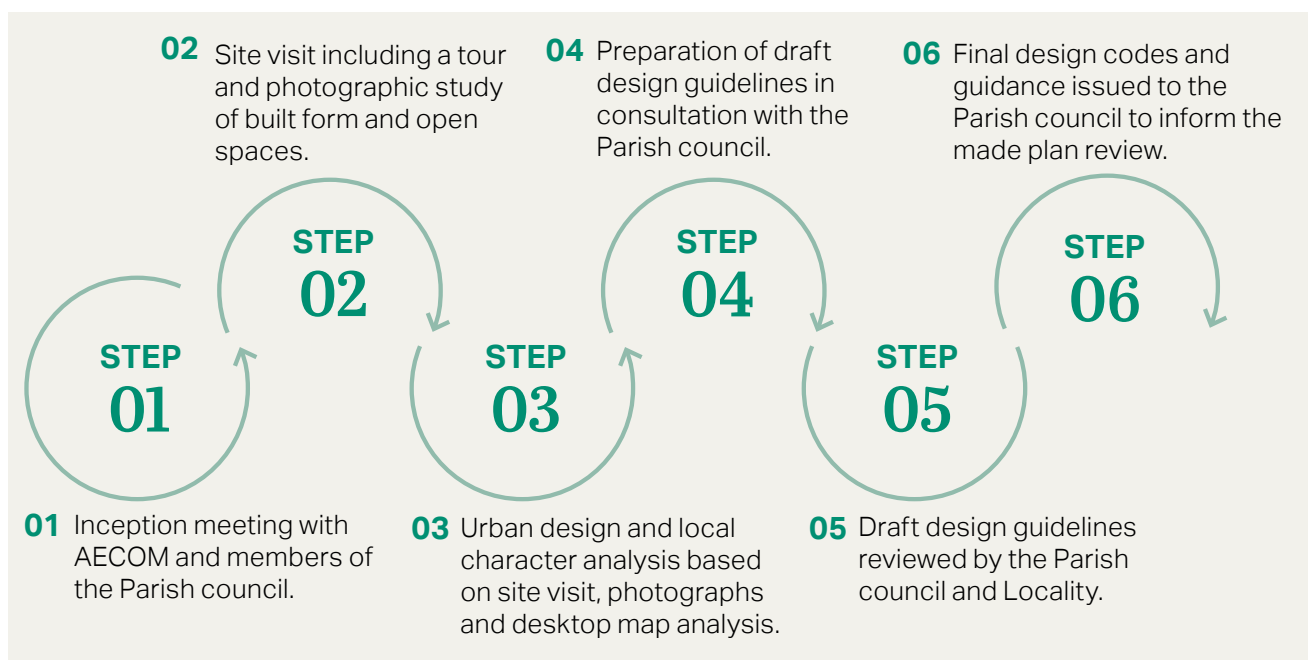 02 Site visit including a tour
and photographic study
of built form and open
spaces.
04 Preparation of draft
design guidelines in
consultation with the
Parish council.
06 Final design codes and
guidance issued to the
Parish council to inform the
made plan review.
STEP
01
STEP
02
STEP
03
STEP
04
STEP
05
STEP
06
01 Inception meeting with
AECOM and members of
the Parish council.
03 Urban design and local
character analysis based
on site visit, photographs
and desktop map analysis.
05 Draft design guidelines
reviewed by the Parish
council and Locality.